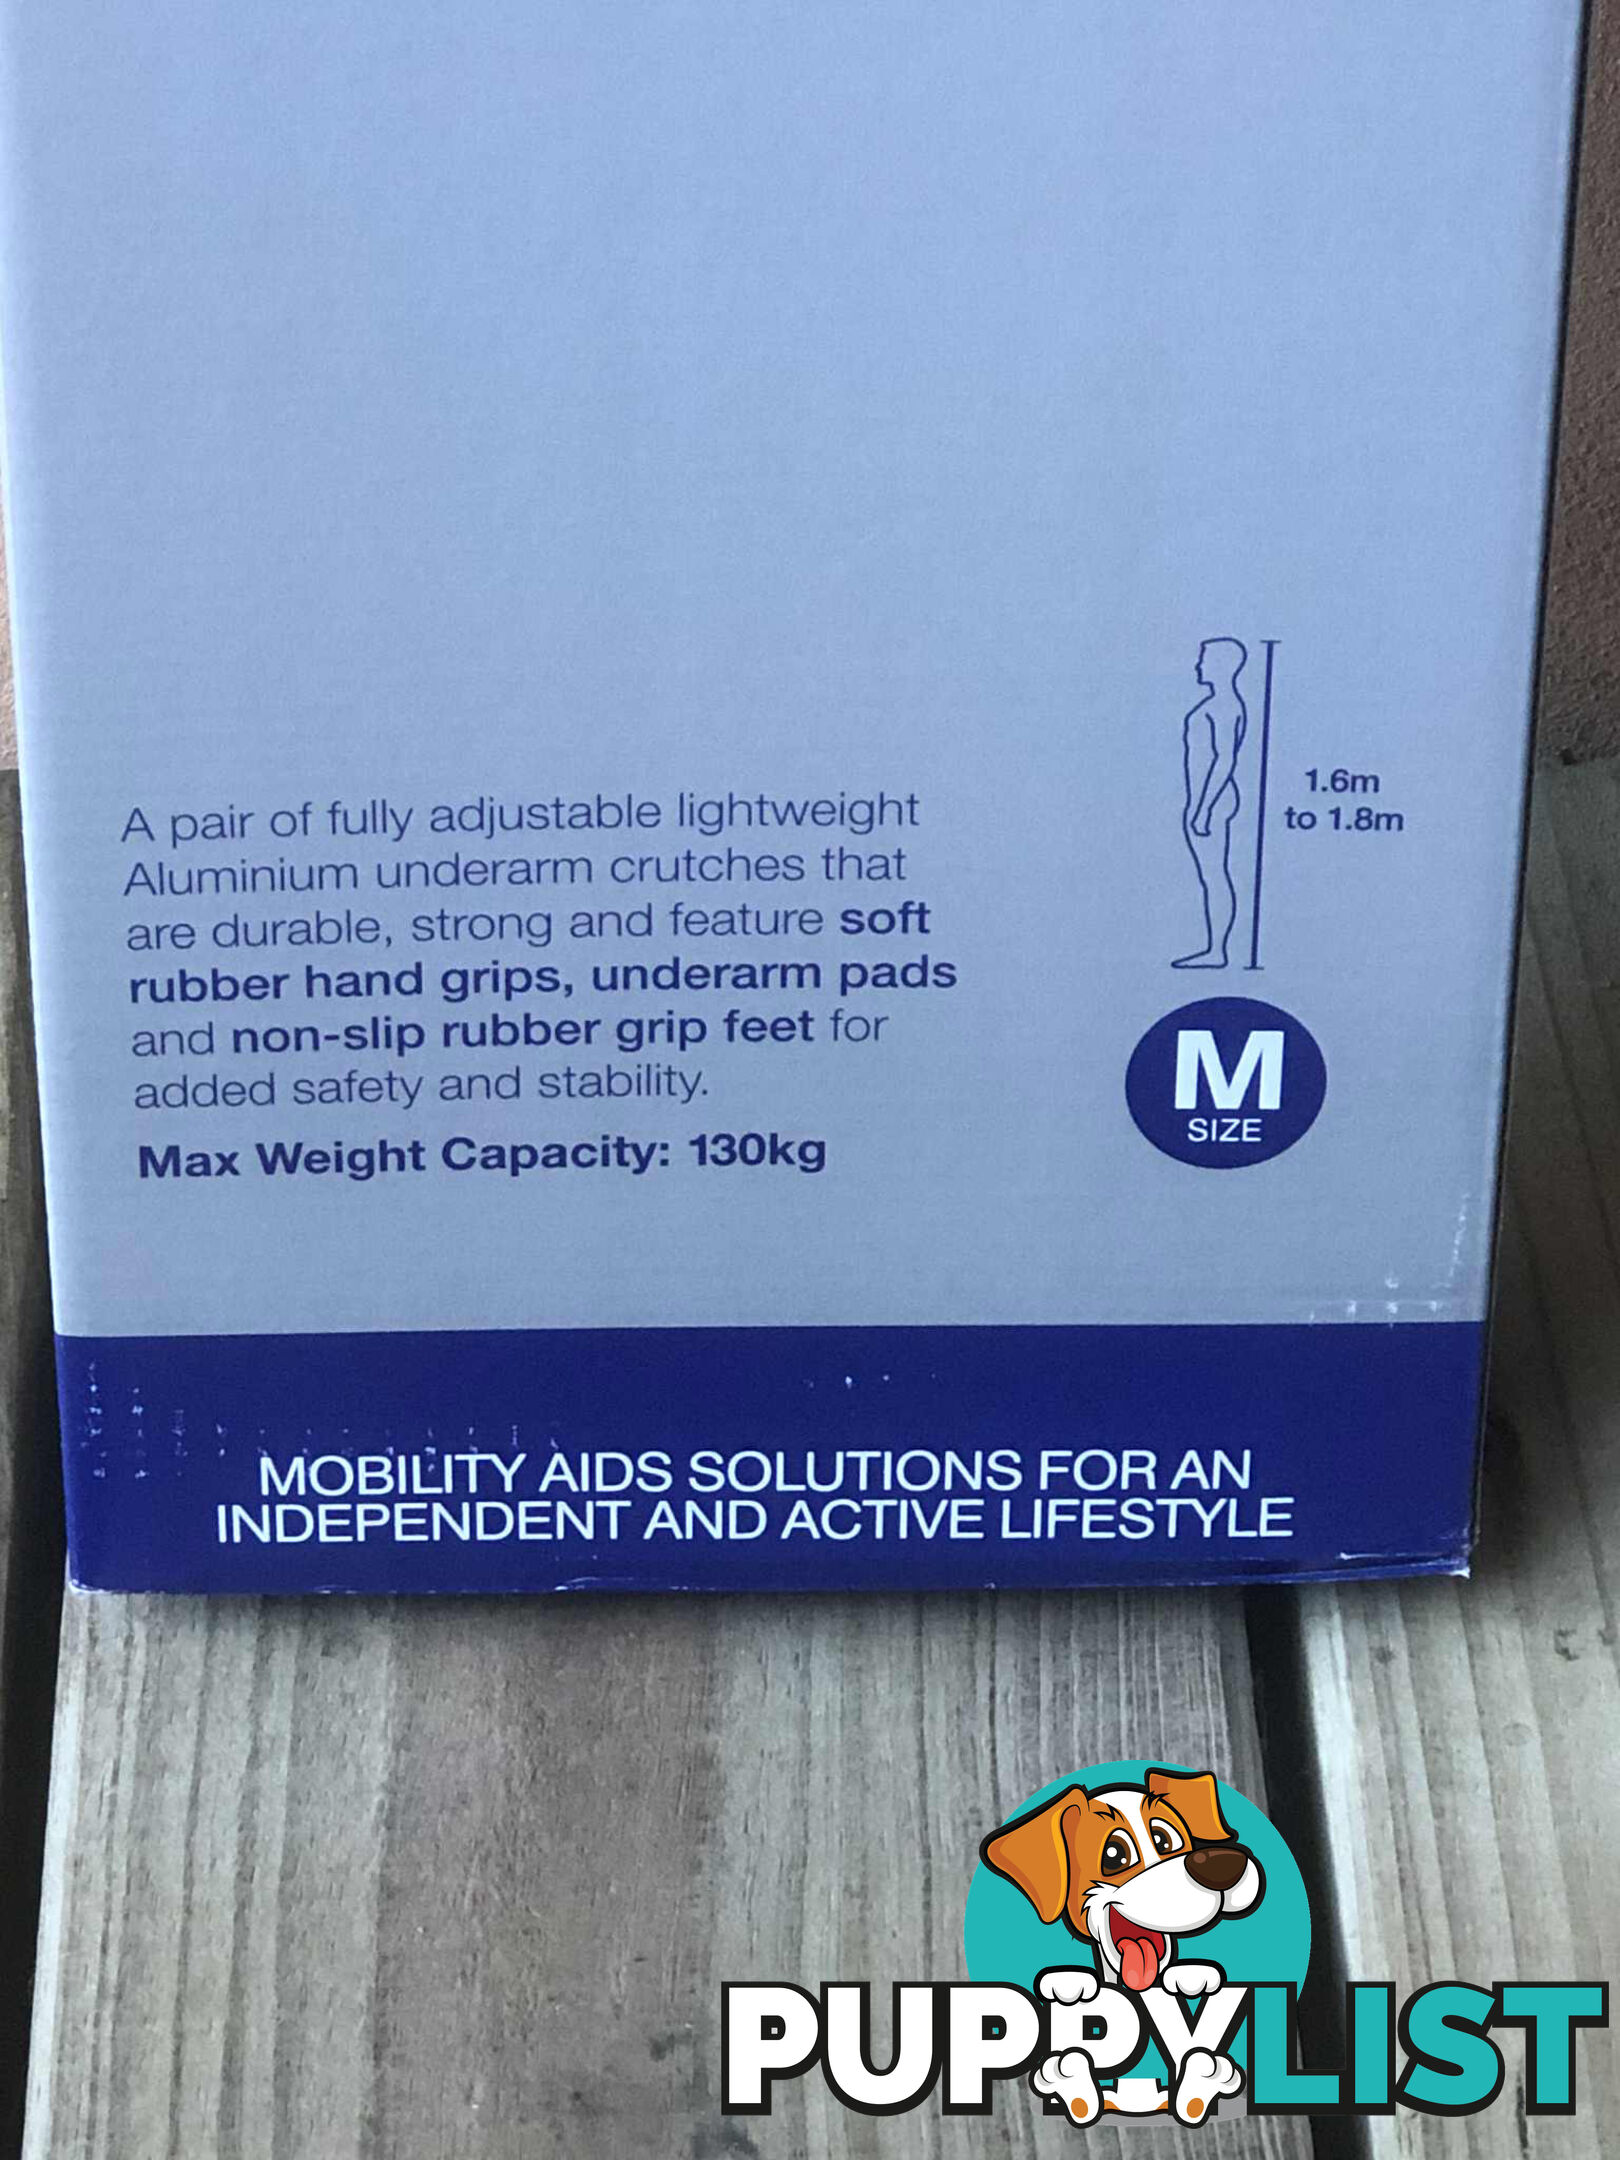 A pair of fully adjustable lightweight
Aluminium underarm crutches that
are durable, strong and feature soft
rubber hand grips, underarm pads
and non-slip rubber grip feet for
added safety and stability.
Max Weight Capacity: 130kg
1.6m
to 1.8m
M
SIZE
MOBILITY AIDS SOLUTIONS FOR AN
INDEPENDENT AND ACTIVE LIFESTYLE
PUPPYLIST